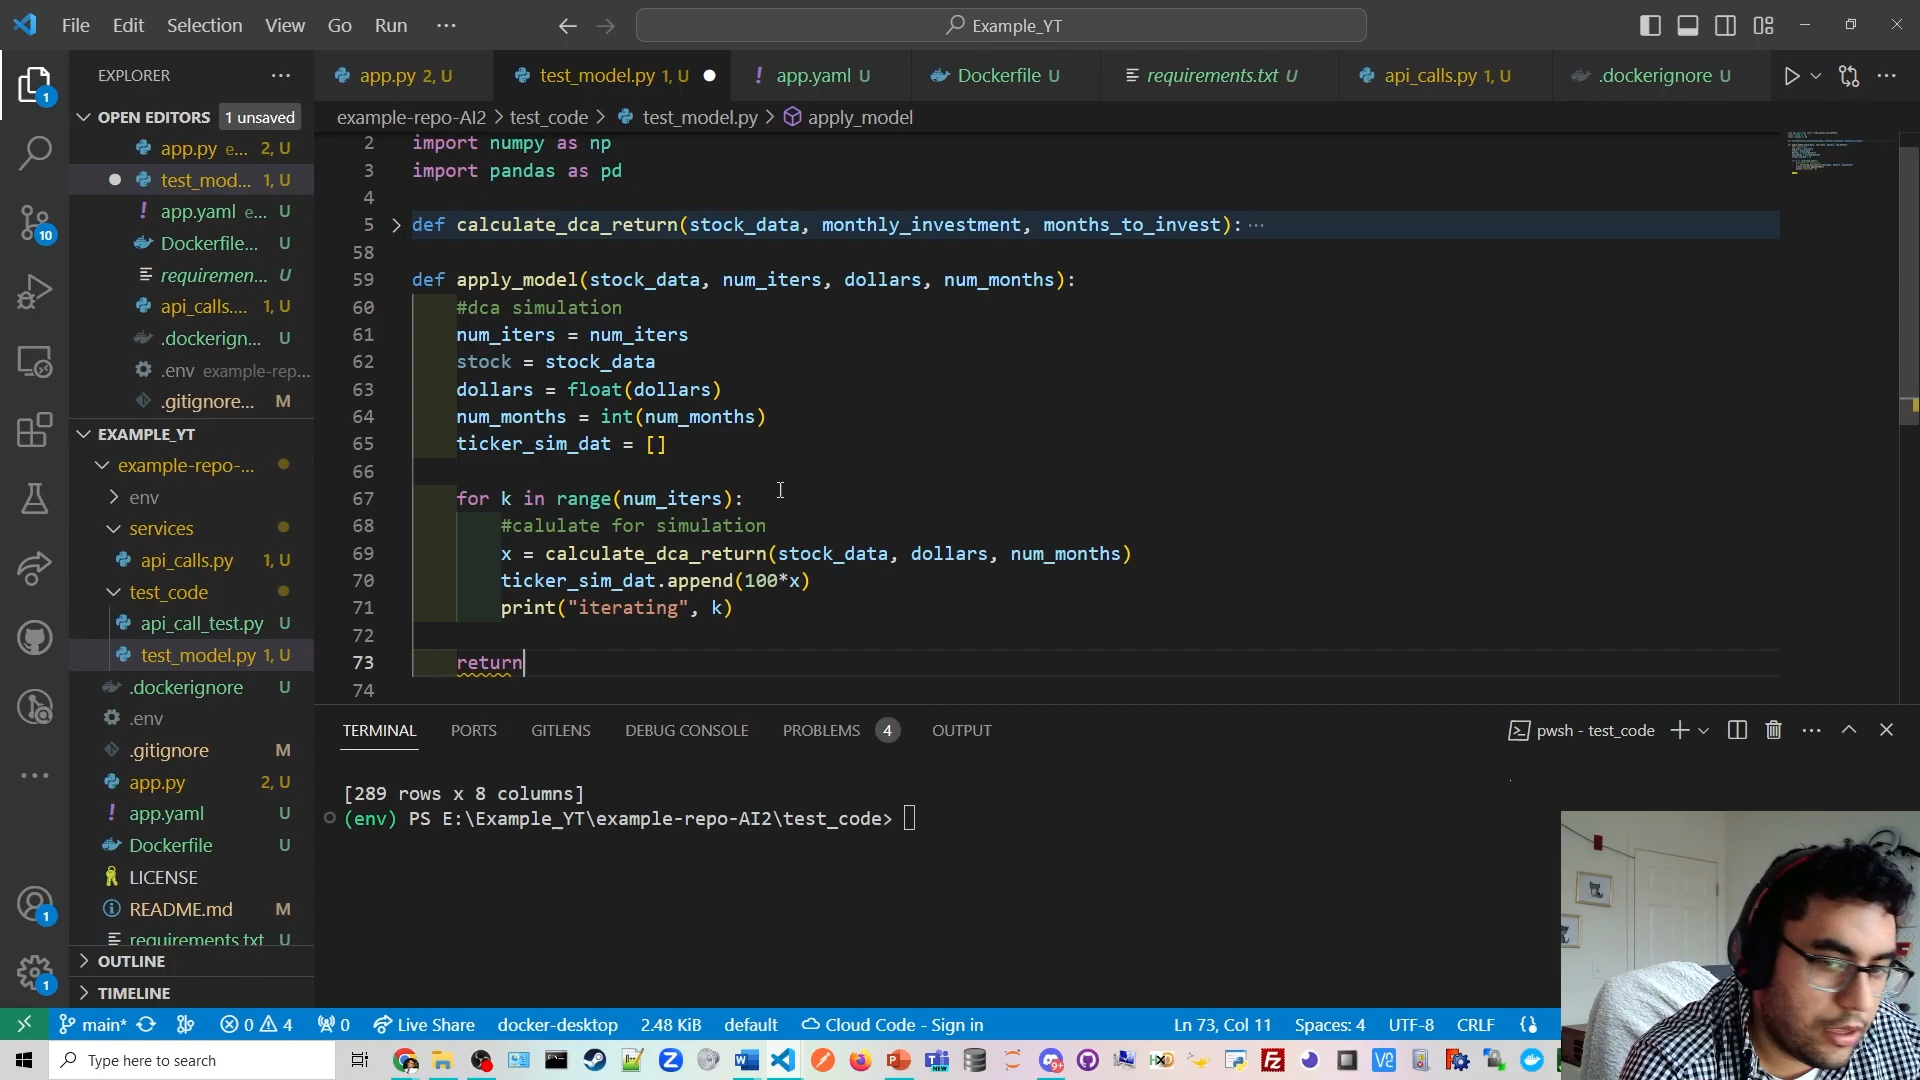 File Edit Selection View Go Run ··· Example_YT
EXPLORER ···
OPEN EDITORS 1 unsaved
app.py e... 2, U
test_mod... 1, U
app.yaml e... U
Dockerfile... U
requiremen... U
api_calls.... 1, U
.dockerign... U
.env example-rep...
.gitignore... M
EXAMPLE_YT
example-repo-...
env
services
api_calls.py 1, U
test_code
api_call_test.py U
test_model.py 1, U
.dockerignore U
.env
.gitignore M
app.py 2, U
app.yaml U
Dockerfile U
LICENSE
README.md M
requirements.txt U
OUTLINE
TIMELINE
1
10
1
1
app.py 2, U test_model.py 1, U app.yaml U Dockerfile U requirements.txt U api_calls.py 1, U .dockerignore U
example-repo-AI2 > test_code > test_model.py > apply_model
2 import numpy as np
3 import pandas as pd
4
5 def calculate_dca_return(stock_data, monthly_investment, months_to_invest):···
58
59 def apply_model(stock_data, num_iters, dollars, num_months):
60 #dca simulation
61 num_iters = num_iters
62 stock = stock_data
63 dollars = float(dollars)
64 num_months = int(num_months)
65 ticker_sim_dat = []
66
67 for k in range(num_iters):
68 #calulate for simulation
69 x = calculate_dca_return(stock_data, dollars, num_months)
70 ticker_sim_dat.append(100*x)
71 print("iterating", k)
72
73 return
74
TERMINAL PORTS GITLENS DEBUG CONSOLE PROBLEMS 4 OUTPUT pwsh - test_code
[289 rows x 8 columns]
(env) PS E:\Example_YT\example-repo-AI2\test_code>
main* 0 4 0 Live Share docker-desktop 2.48 KiB default Cloud Code - Sign in Ln 73, Col 11 Spaces: 4 UTF-8 CRLF {}
Type here to search